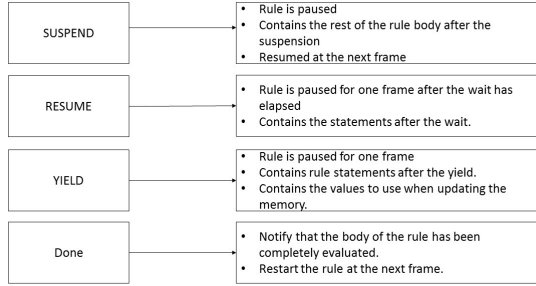 SUSPEND
• Rule is paused
• Contains the rest of the rule body after the
suspension
• Resumed at the next frame
RESUME
• Rule is paused for one frame after the wait has
elapsed
• Contains the statements after the wait.
YIELD
• Rule is paused for one frame
• Contains rule statements after the yield.
• Contains the values to use when updating the
memory.
Done
• Notify that the body of the rule has been
completely evaluated.
• Restart the rule at the next frame.